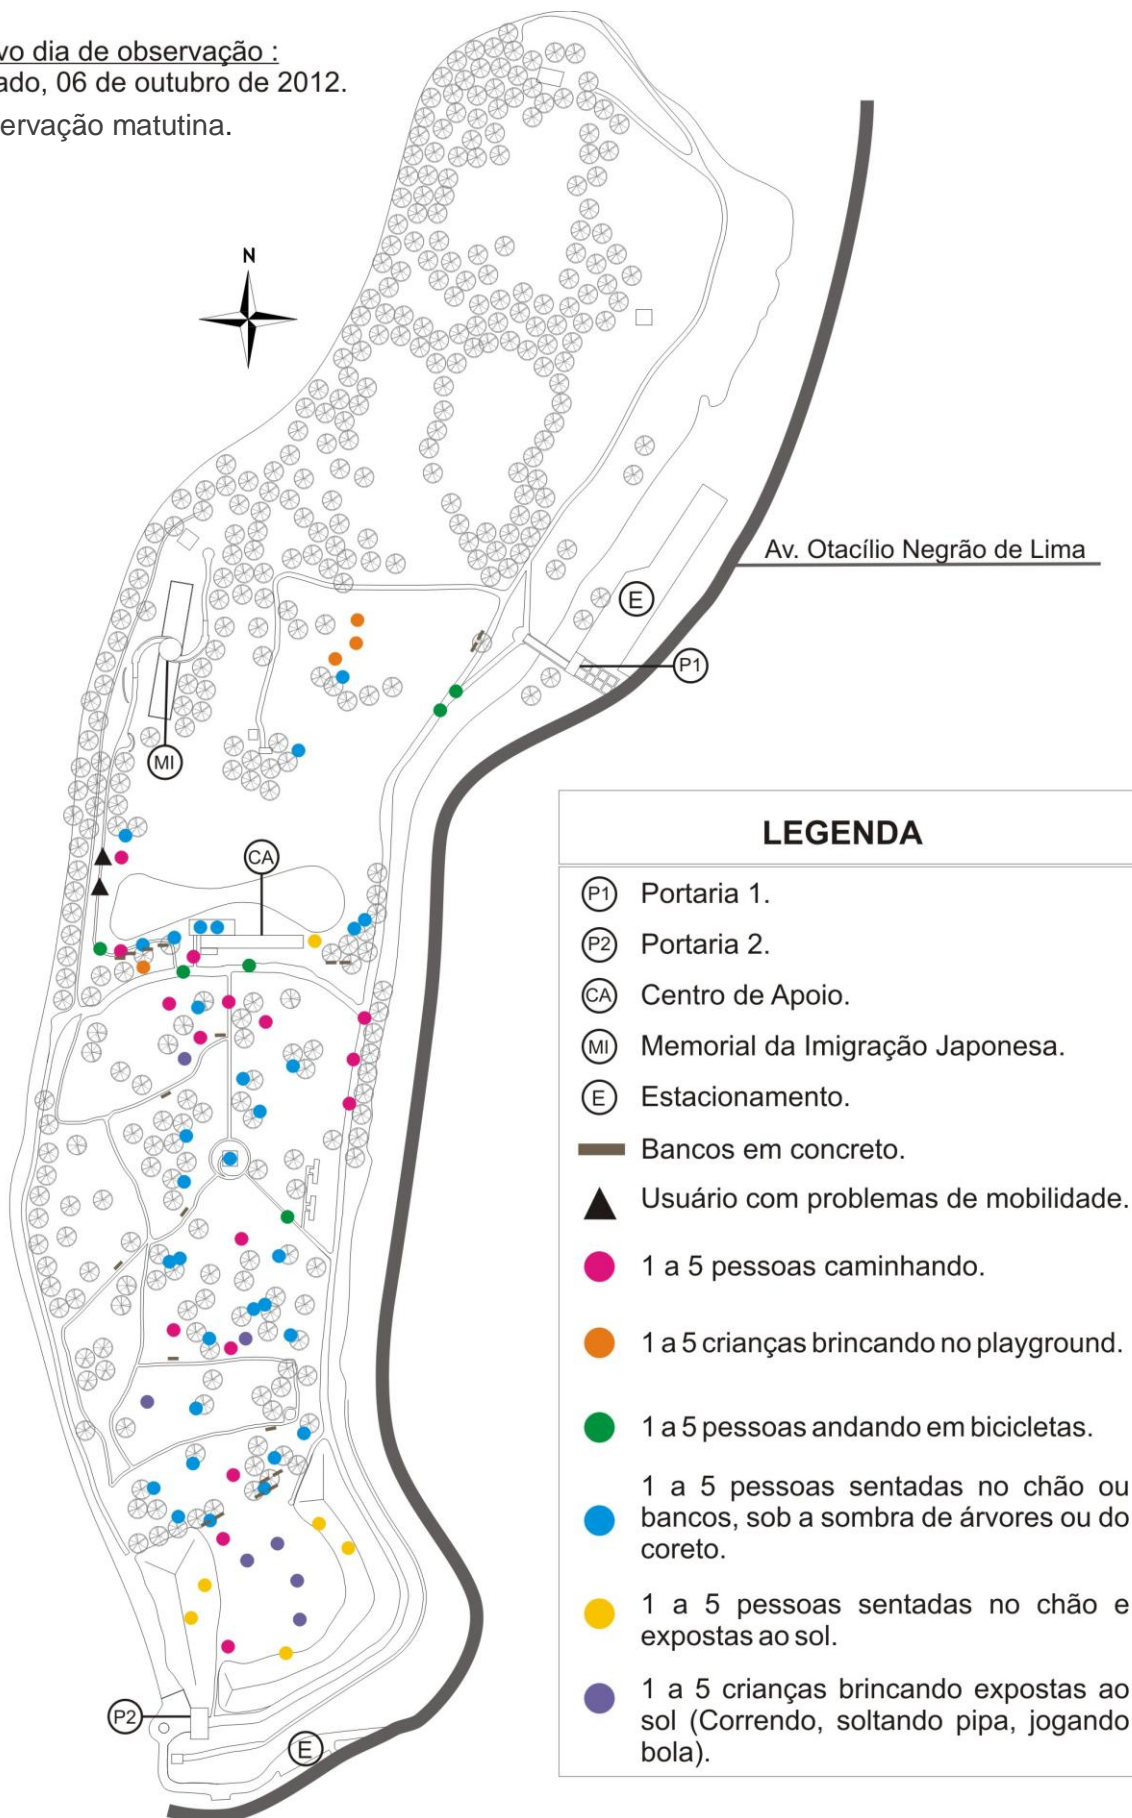 vo dia de observação :
ado, 06 de outubro de 2012.
ervação matutina.
N
Av. Otacílio Negrão de Lima
E
P1
MI
CA
LEGENDA
P1 Portaria 1.
P2 Portaria 2.
CA Centro de Apoio.
MI Memorial da Imigração Japonesa.
E Estacionamento.
Bancos em concreto.
Usuário com problemas de mobilidade.
1 a 5 pessoas caminhando.
1 a 5 crianças brincando no playground.
1 a 5 pessoas andando em bicicletas.
1 a 5 pessoas sentadas no chão ou
bancos, sob a sombra de árvores ou do
coreto.
1 a 5 pessoas sentadas no chão e
expostas ao sol.
1 a 5 crianças brincando expostas ao
sol (Correndo, soltando pipa, jogando
bola).
P2
E